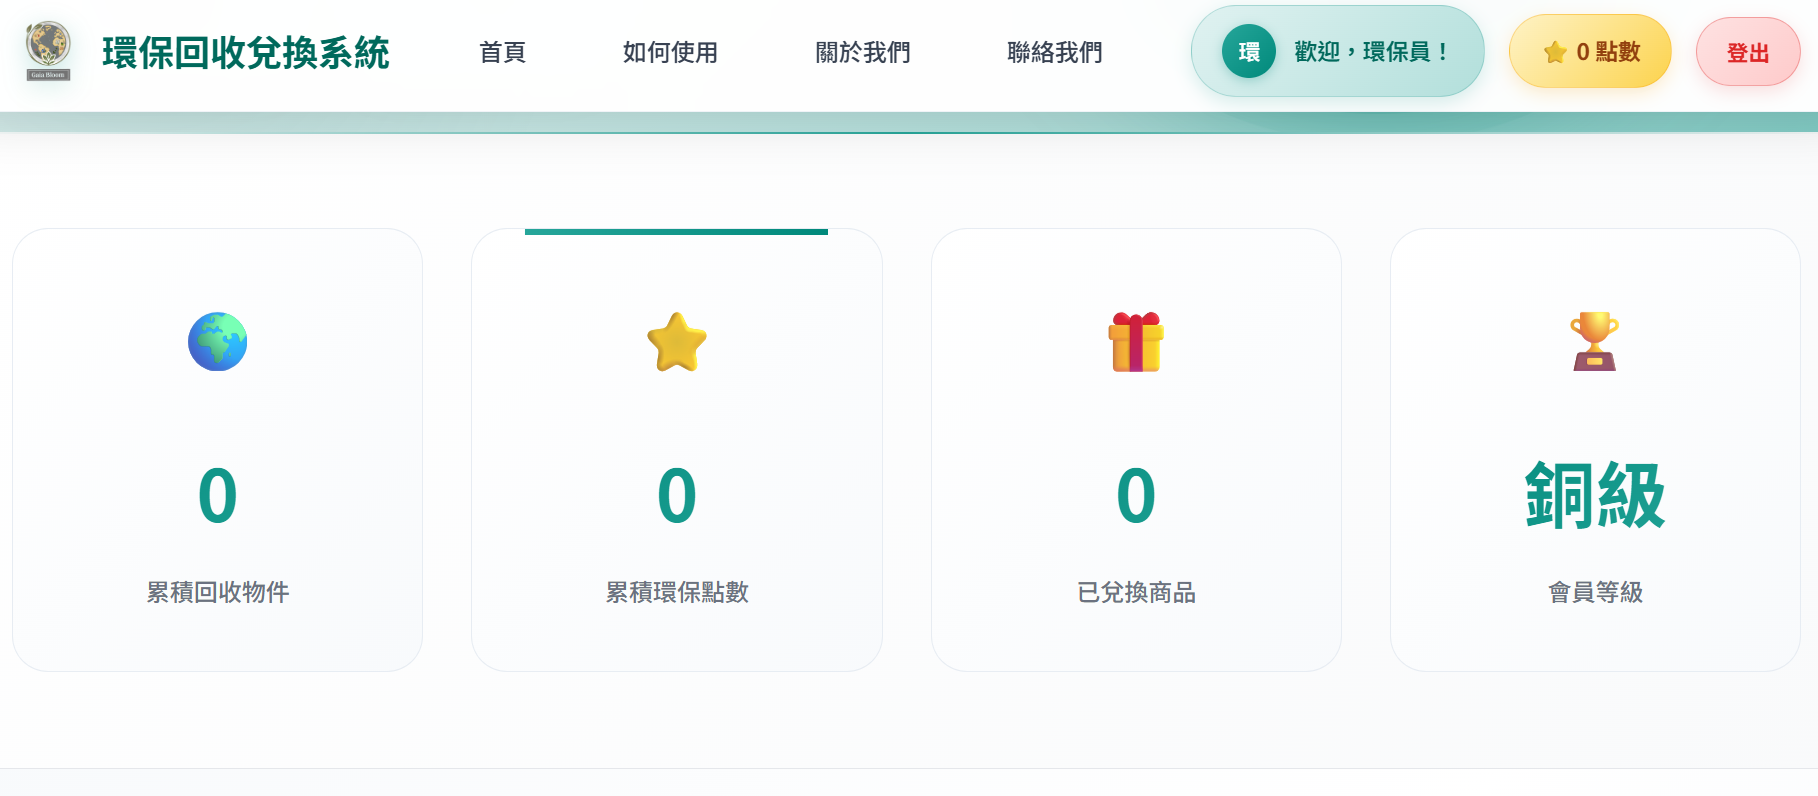 Gaia Bloom
環保回收兌換系統
首頁
如何使用
關於我們
聯絡我們
環
歡迎，環保員！
0 點數
登出
0
累積回收物件
0
累積環保點數
0
已兌換商品
銅級
會員等級